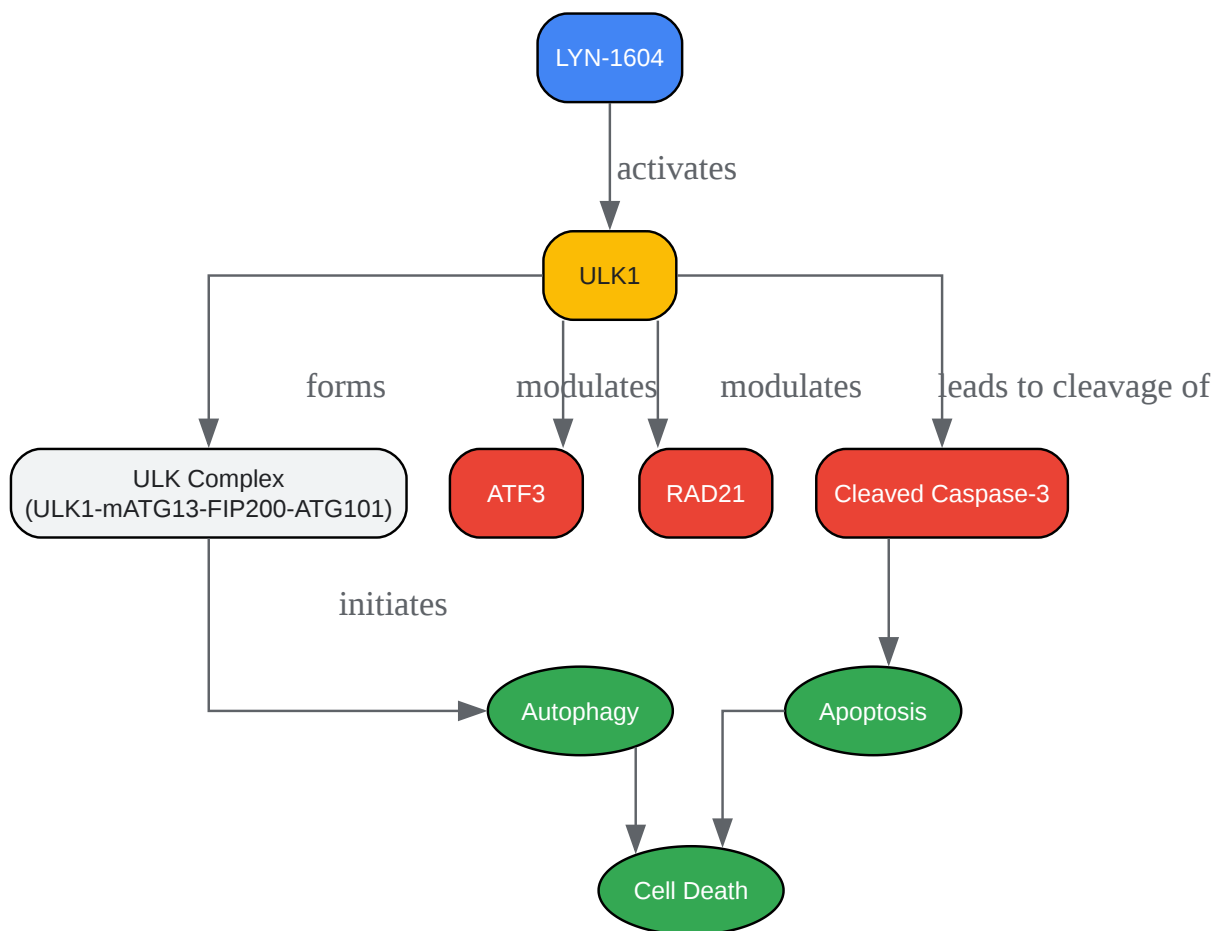 LYN-1604
activates
ULK1
forms
modulates
modulates
leads to cleavage of
ULK Complex
(ULK1-mATG13-FIP200-ATG101)
ATF3
RAD21
Cleaved Caspase-3
initiates
Autophagy
Apoptosis
Cell Death